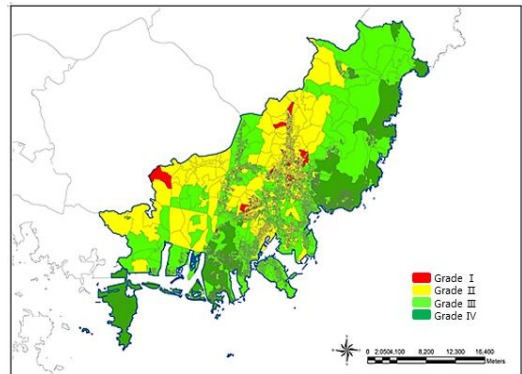 Grade Ⅰ
Grade Ⅱ
Grade Ⅲ
Grade Ⅳ
0 2,050 4,100 8,200 12,300 16,400
Meters